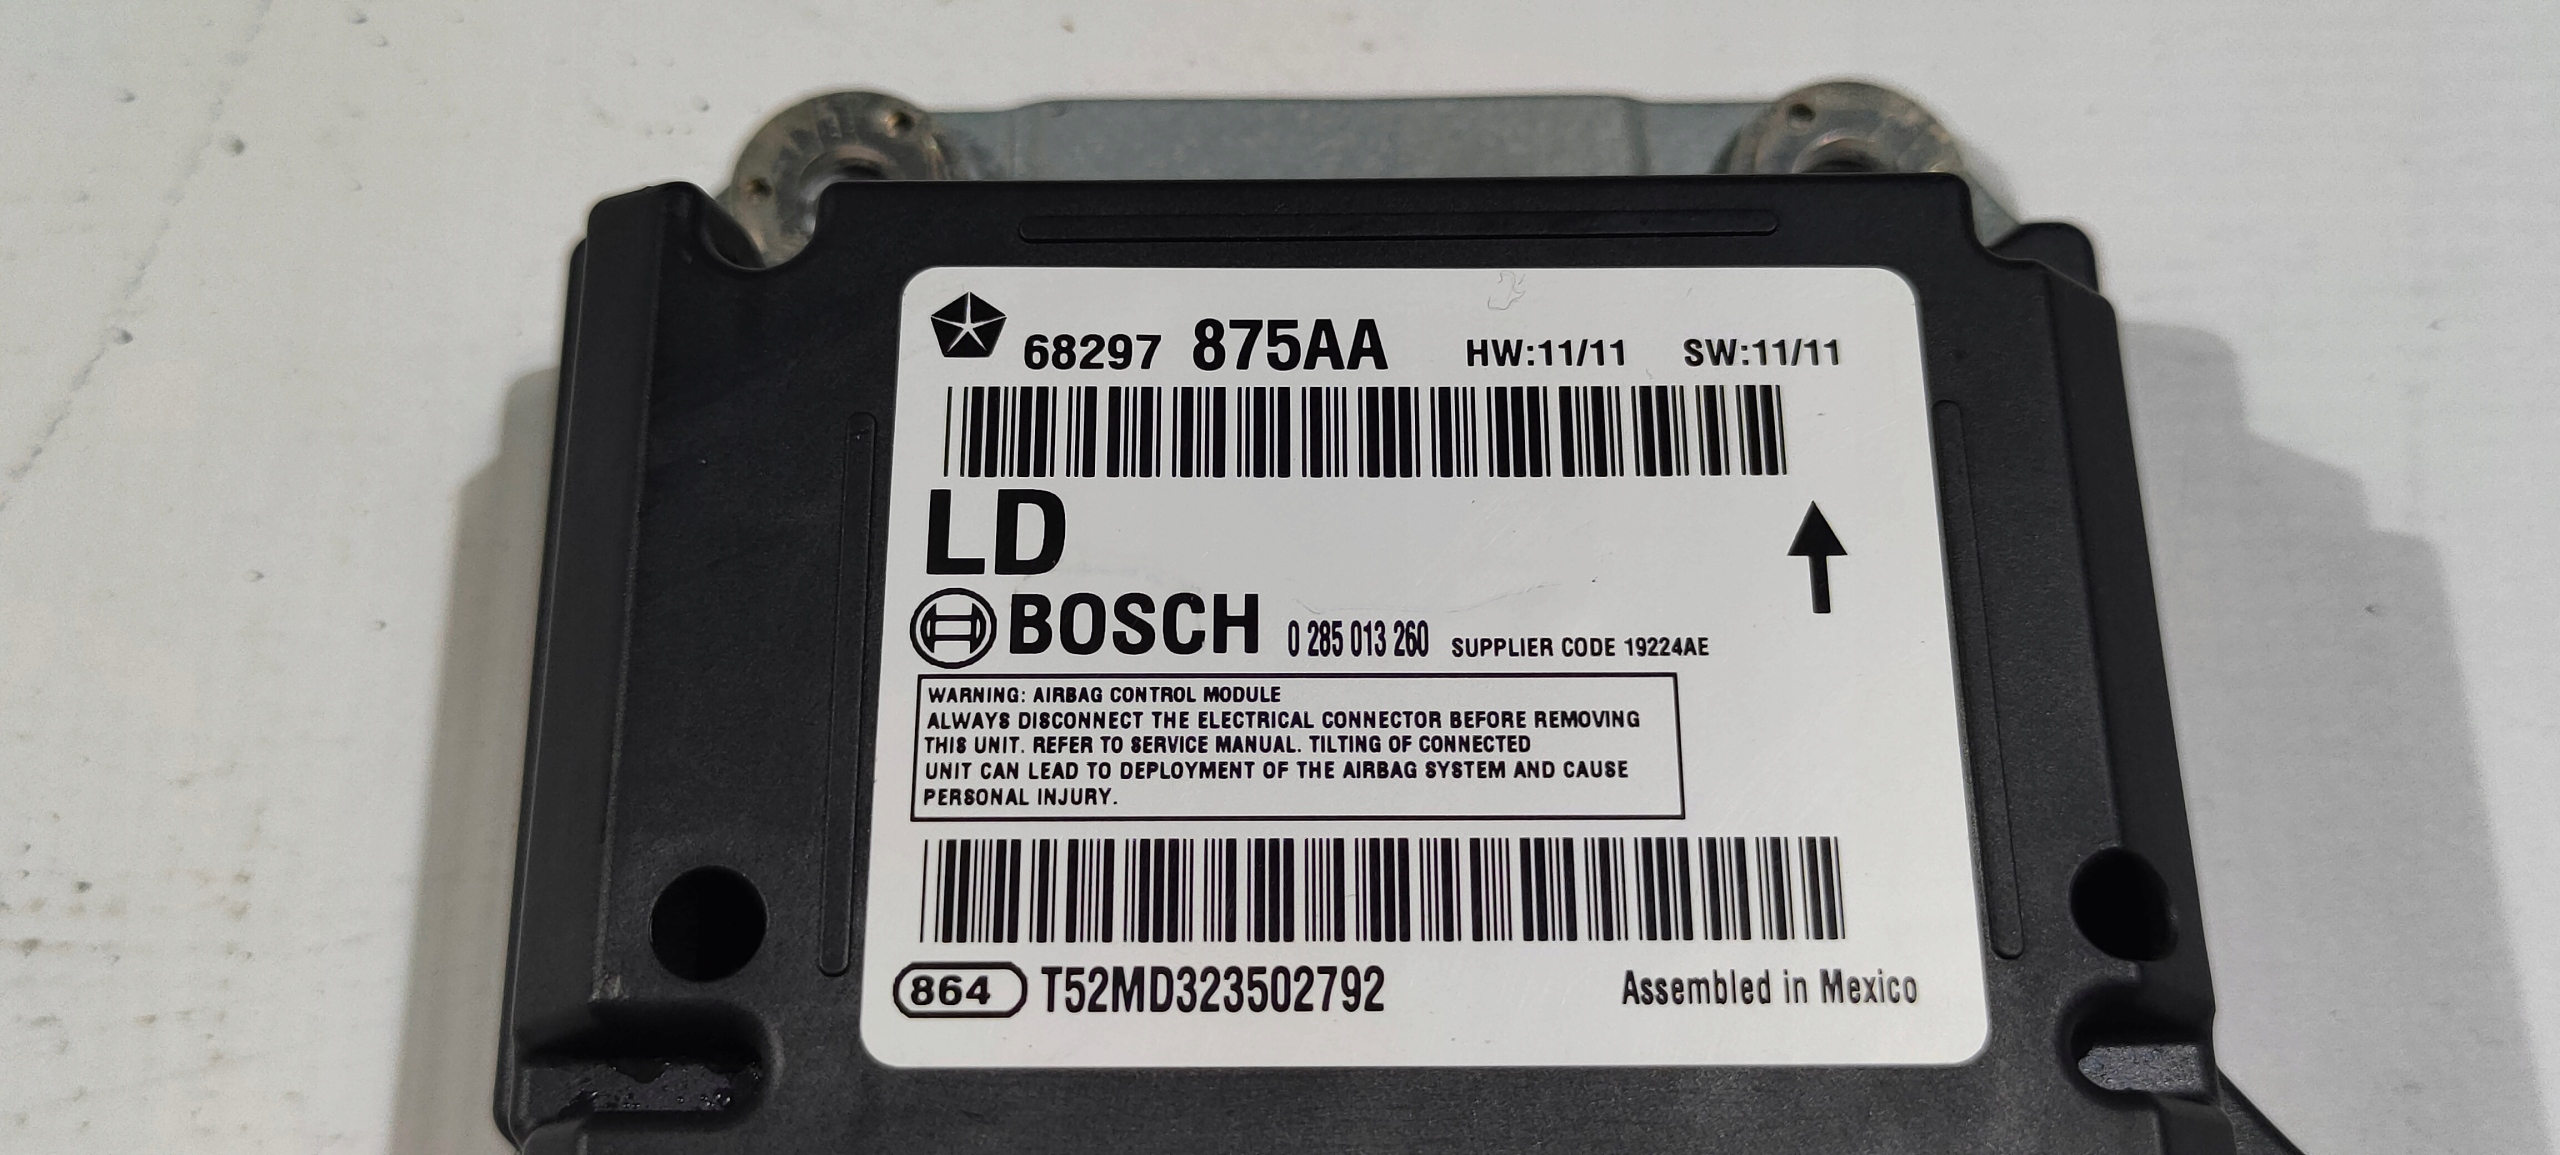 68297 875AA HW:11/11 SW:11/11
LD
BOSCH 0 285 013 260 SUPPLIER CODE 19224AE
WARNING: AIRBAG CONTROL MODULE
ALWAYS DISCONNECT THE ELECTRICAL CONNECTOR BEFORE REMOVING
THIS UNIT. REFER TO SERVICE MANUAL. TILTING OF CONNECTED
UNIT CAN LEAD TO DEPLOYMENT OF THE AIRBAG SYSTEM AND CAUSE
PERSONAL INJURY.
864 T52MD323502792 Assembled in Mexico